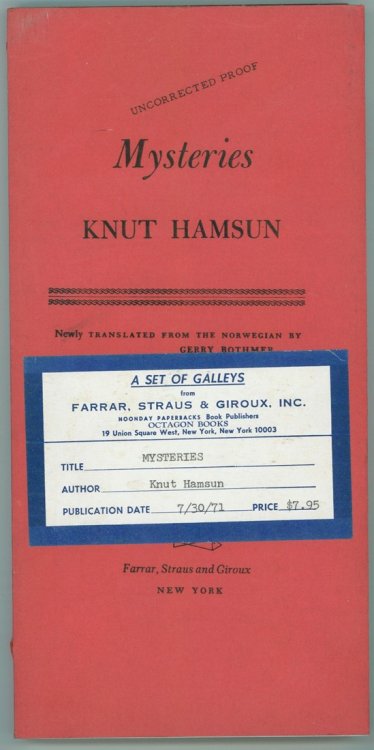 UNCORRECTED PROOF
Mysteries
KNUT HAMSUN
Newly TRANSLATED FROM THE NORWEGIAN BY
GERRY BOTHMER
A SET OF GALLEYS
from
FARRAR, STRAUS & GIROUX, INC.
NOONDAY PAPERBACKS Book Publishers
OCTAGON BOOKS
19 Union Square West, New York, New York 10003
TITLE MYSTERIES
AUTHOR Knut Hamsun
PUBLICATION DATE 7/30/71 PRICE $7.95
Farrar, Straus and Giroux
NEW YORK